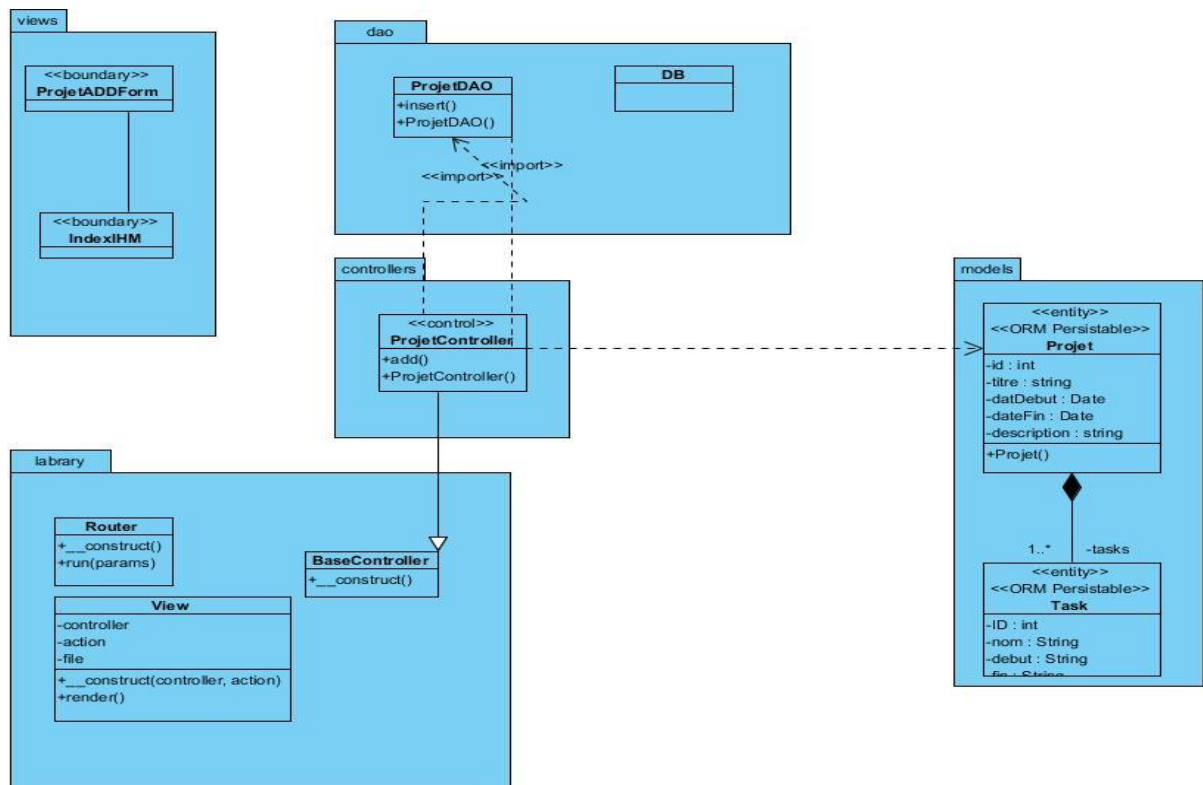 views
<<boundary>>
ProjetADDForm
<<boundary>>
IndexIHM
dao
ProjetDAO
+insert()
+ProjetDAO()
DB
<<import>>
<<import>>
controllers
<<control>>
ProjetController
+add()
+ProjetController()
models
<<entity>>
<<ORM Persistable>>
Projet
-id : int
-titre : string
-datDebut : Date
-dateFin : Date
-description : string
+Projet()
1..* -tasks
<<entity>>
<<ORM Persistable>>
Task
-ID : int
-nom : String
-debut : String
-fin : String
labrary
Router
+__construct()
+run(params)
BaseController
+__construct()
View
-controller
-action
-file
+__construct(controller, action)
+render()